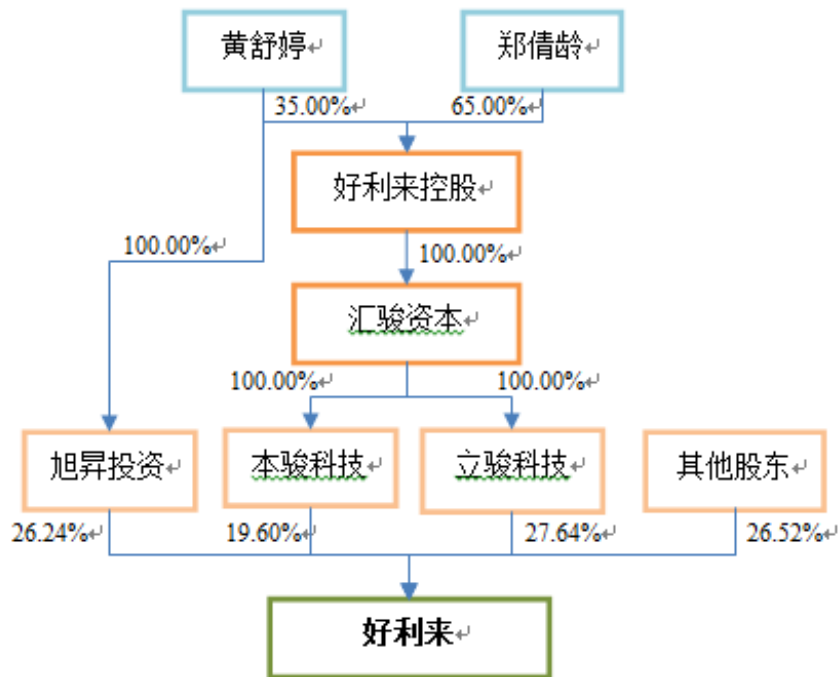 黄舒婷↵
郑倩龄↵
35.00%↵
65.00%↵
好利来控股↵
100.00%↵
100.00%↵
汇骏资本↵
100.00%↵
100.00%↵
旭昇投资↵
本骏科技↵
立骏科技↵
其他股东↵
26.24%↵
19.60%↵
27.64%↵
26.52%↵
好利来↵